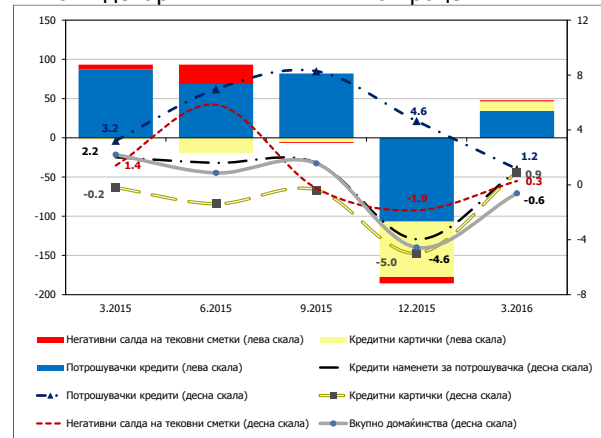 150
12
100
8
50
4
0
0
-50
-100
-4
-150
-200
-8
3.2
2.2
1.4
-0.2
4.6
-1.9
-5.0
-4.6
1.2
0.9
0.3
-0.6
3.2015 6.2015 9.2015 12.2015 3.2016
Негативни салда на тековни сметки (лева скала)
Кредитни картички (лева скала)
Потрошувачки кредити (лева скала)
Кредити наменети за потрошувачка (десна скала)
Потрошувачки кредити (десна скала)
Кредитни картички (десна скала)
Негативни салда на тековни сметки (десна скала)
Вкупно домаќинства (десна скала)